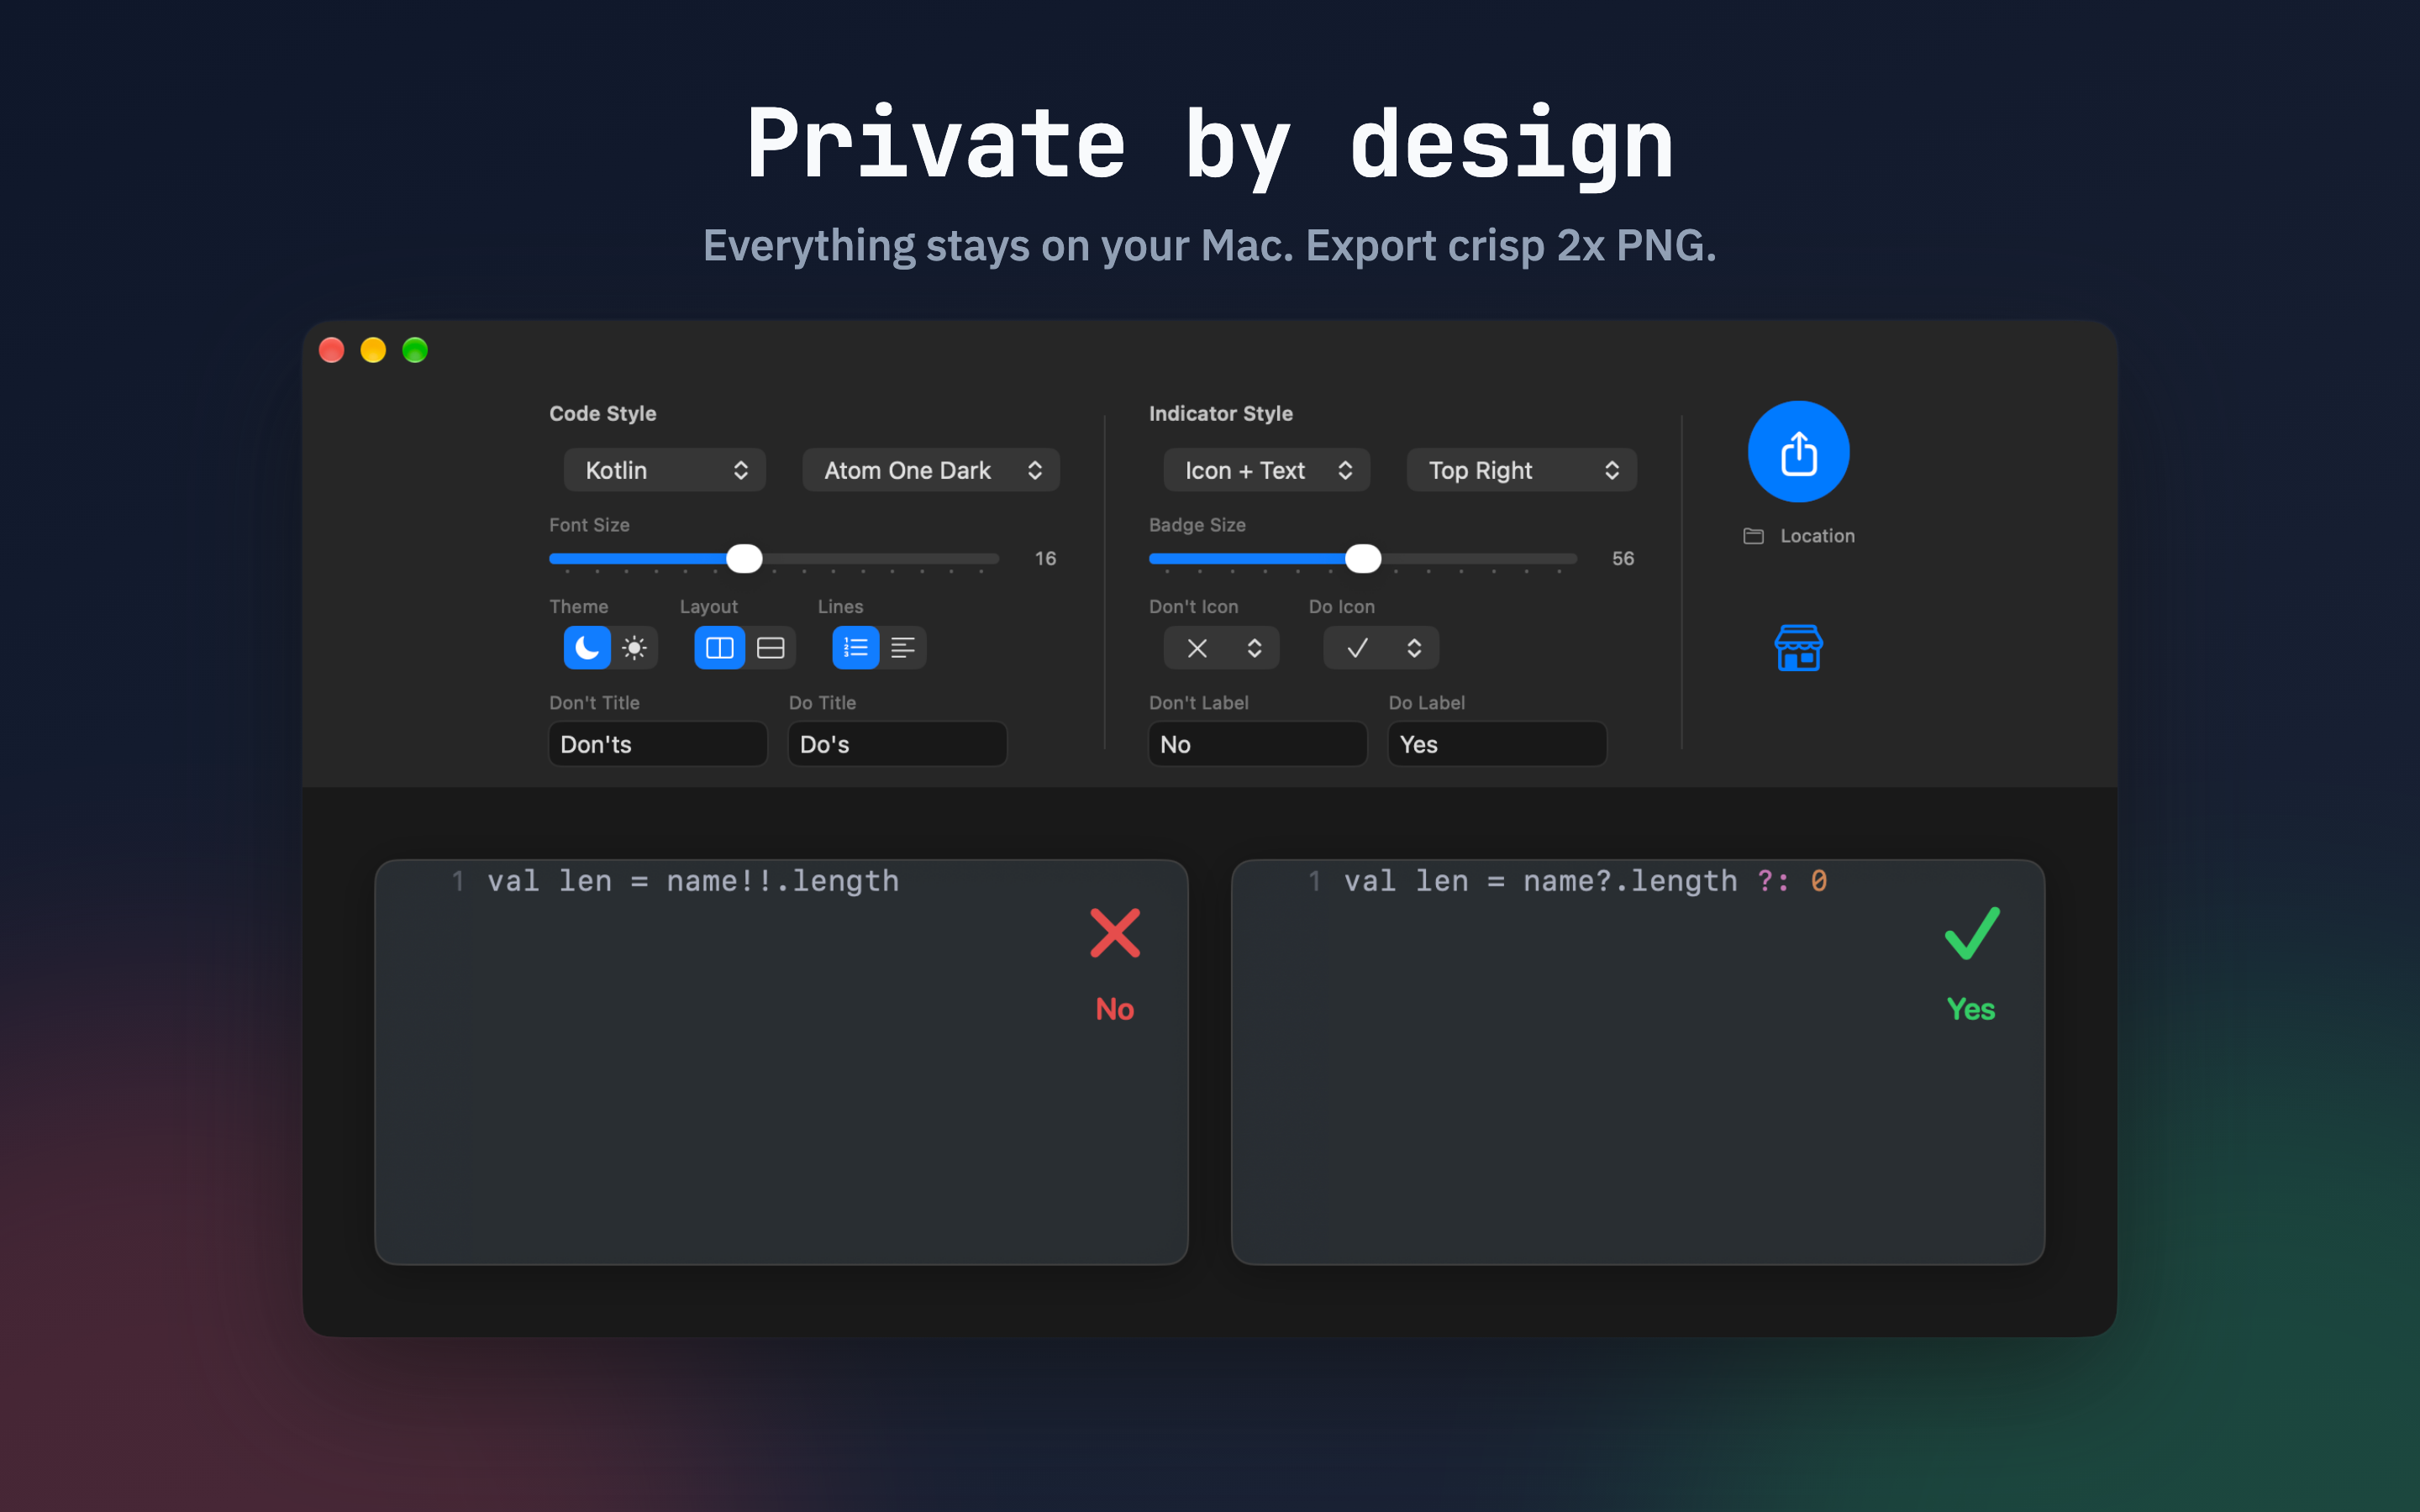 Private by design
Everything stays on your Mac. Export crisp 2x PNG.
Code Style
Kotlin
Atom One Dark
Font Size
16
Theme
Layout
Lines
Don't Title
Do Title
Don'ts
Do's
Indicator Style
Icon + Text
Top Right
Badge Size
56
Don't Icon
Do Icon
Don't Label
Do Label
No
Yes
Location
1 val len = name!!.length
No
1 val len = name?.length ?: 0
Yes